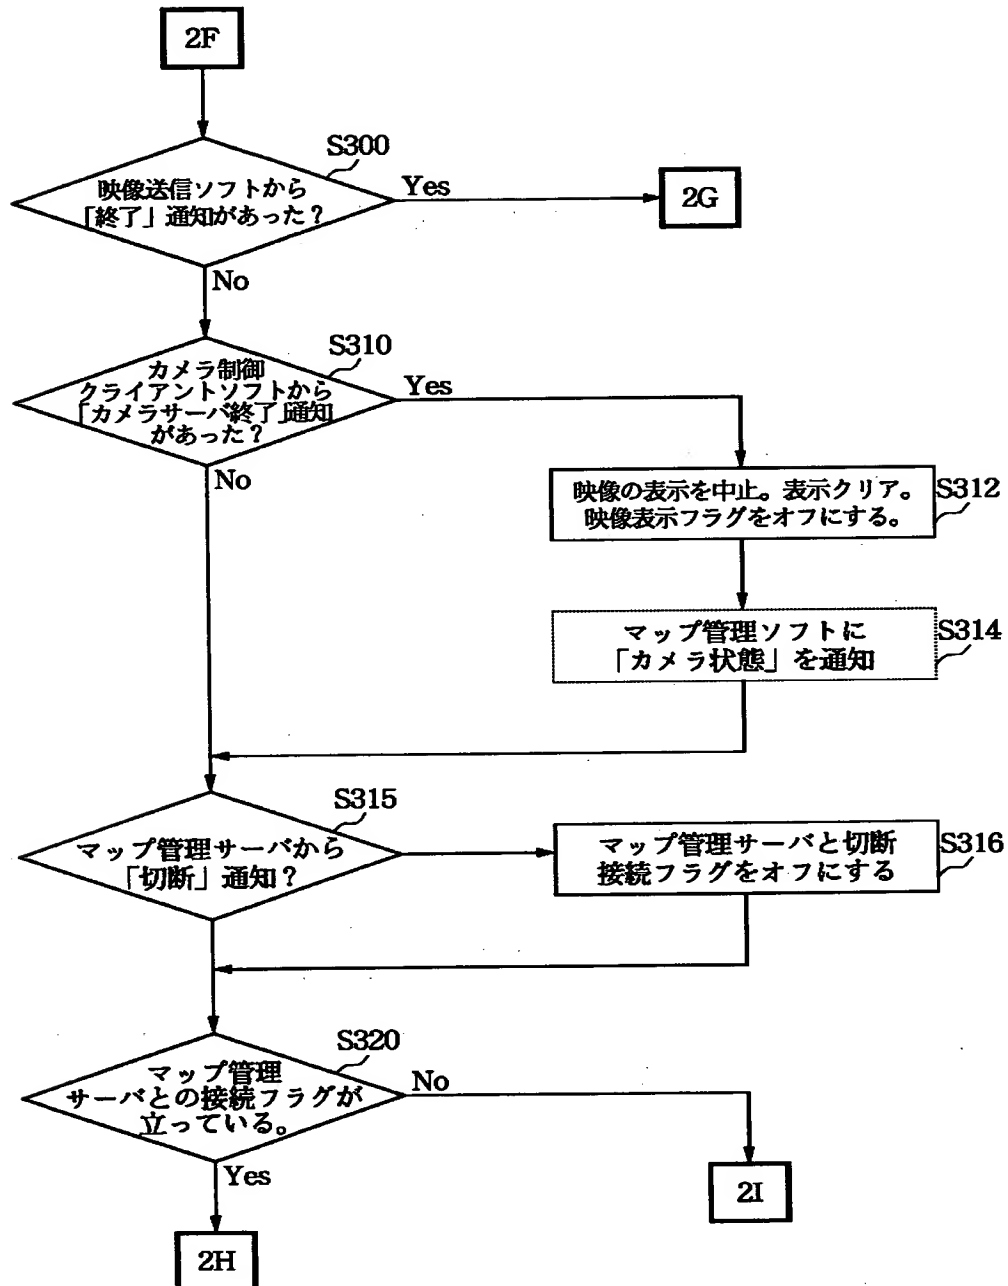 2F
S300
映像送信ソフトから
「終了」通知があった？
Yes
2G
No
S310
カメラ制御
クライアントソフトから
「カメラサーバ終了」通知
があった？
Yes
No
映像の表示を中止。表示クリア。
映像表示フラグをオフにする。
S312
マップ管理ソフトに
「カメラ状態」を通知
S314
S315
マップ管理サーバから
「切断」通知？
マップ管理サーバと切断
接続フラグをオフにする
S316
S320
マップ管理
サーバとの接続フラグが
立っている。
No
Yes
2I
2H